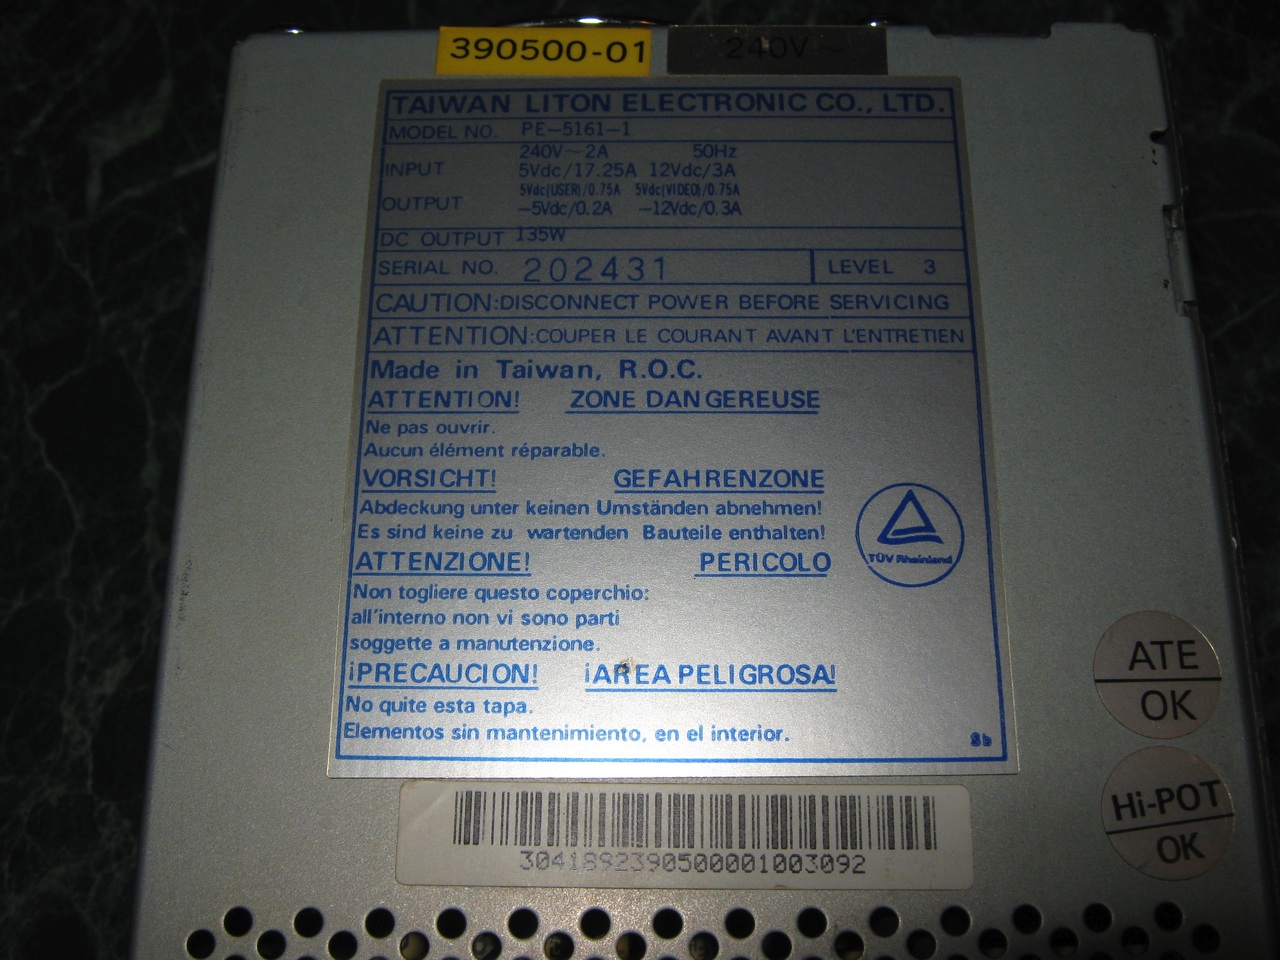 390500-01 240V~
TAIWAN LITON ELECTRONIC CO., LTD.
MODEL NO. PE-5161-1
INPUT 240V~2A 50Hz
5Vdc/17.25A 12Vdc/3A
5Vdc(USER)/0.75A 5Vdc(VIDEO)/0.75A
OUTPUT -5Vdc/0.2A -12Vdc/0.3A
DC OUTPUT 135W
SERIAL NO. 202431 LEVEL 3
CAUTION:DISCONNECT POWER BEFORE SERVICING
ATTENTION:COUPER LE COURANT AVANT L'ENTRETIEN
Made in Taiwan, R.O.C.
ATTENTION! ZONE DANGEREUSE
Ne pas ouvrir.
Aucun élément réparable.
VORSICHT! GEFAHRENZONE
Abdeckung unter keinen Umständen abnehmen!
Es sind keine zu wartenden Bauteile enthalten!
ATTENZIONE! PERICOLO
Non togliere questo coperchio:
all'interno non vi sono parti
soggette a manutenzione.
¡PRECAUCION! ¡AREA PELIGROSA!
No quite esta tapa.
Elementos sin mantenimiento, en el interior.
TÜV Rheinland
8b
ATE
OK
Hi-POT
OK
30418923905000001003092